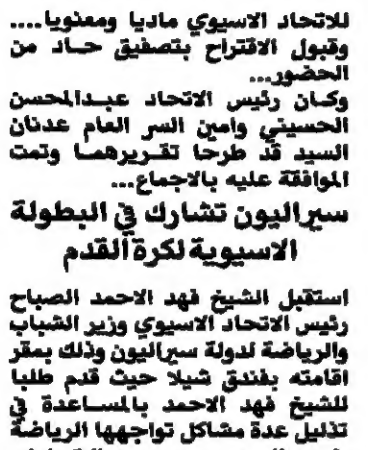 للاتحاد الاسيوي ماديا ومعنويا....
وقبول الاقتراح بتصفيق حاد من
الحضور...
وكان رئيس الاتحاد عبدالمحسن
الحسيني وامين السر العام عدنان
السيد قد طرحا تقريرهما وتمت
الموافقة عليه بالاجماع...
سيراليون تشارك في البطولة
الاسيوية لكرة القدم
استقبل الشيخ فهد الاحمد الصباح
رئيس الاتحاد الاسيوي وزير الشباب
والرياضة لدولة سيراليون وذلك بمقر
اقامته بفندق شيلا حيث قدم طلبا
للشيخ فهد الاحمد بالمساعدة في
تذليل عدة مشاكل تواجهها الرياضة